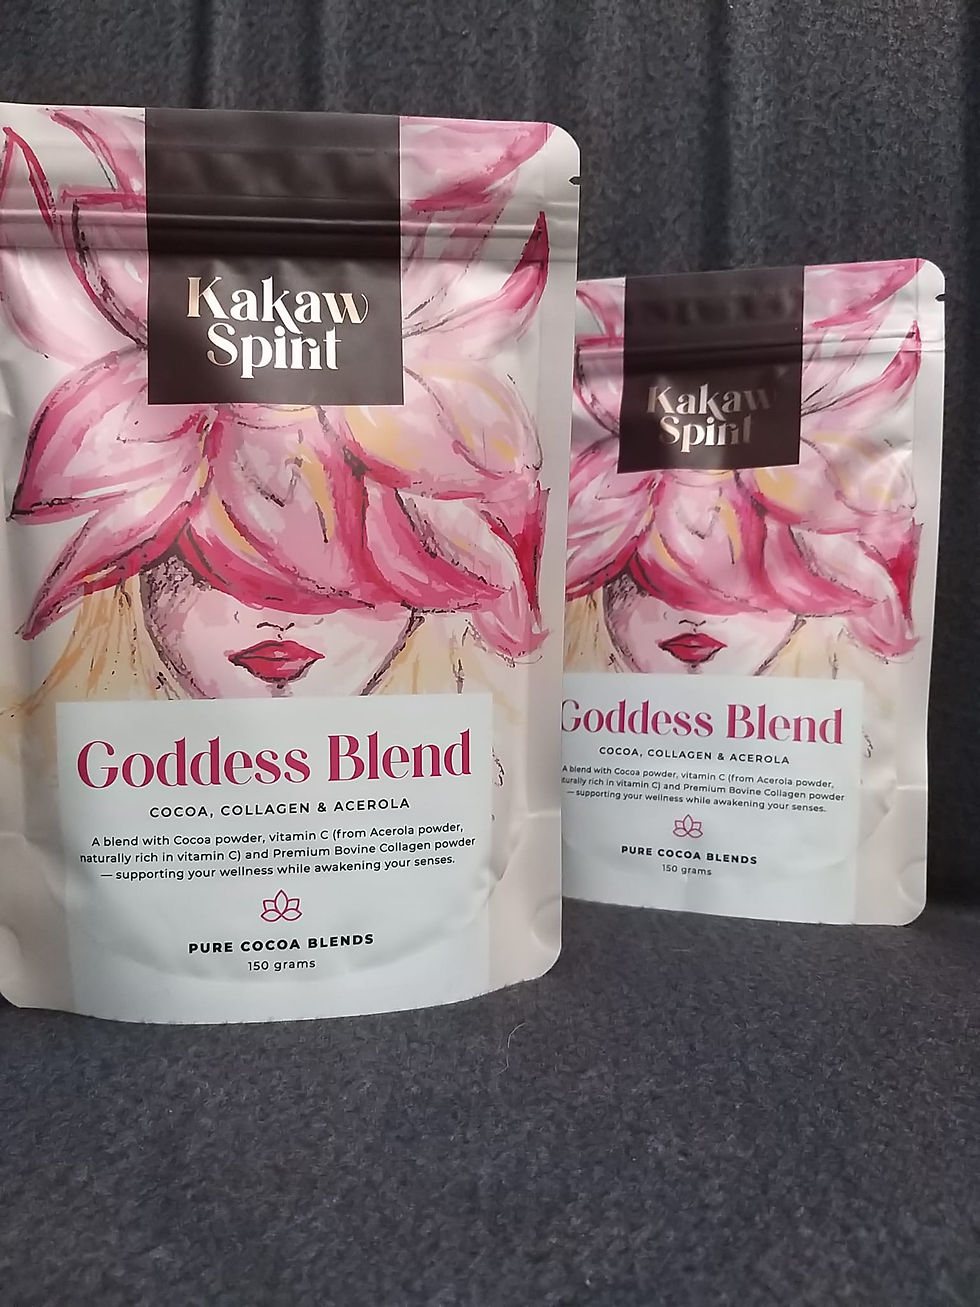 Kakaw
Spirit
Goddess Blend
COCOA, COLLAGEN & ACEROLA
A blend with Cocoa powder, vitamin C (from Acerola powder,
naturally rich in vitamin C) and Premium Bovine Collagen powder
— supporting your wellness while awakening your senses.
PURE COCOA BLENDS
150 grams
Kakaw
Spirit
Goddess Blend
COCOA, COLLAGEN & ACEROLA
A blend with Cocoa powder, vitamin C (from Acerola powder,
naturally rich in vitamin C) and Premium Bovine Collagen powder
— supporting your wellness while awakening your senses.
PURE COCOA BLENDS
150 grams